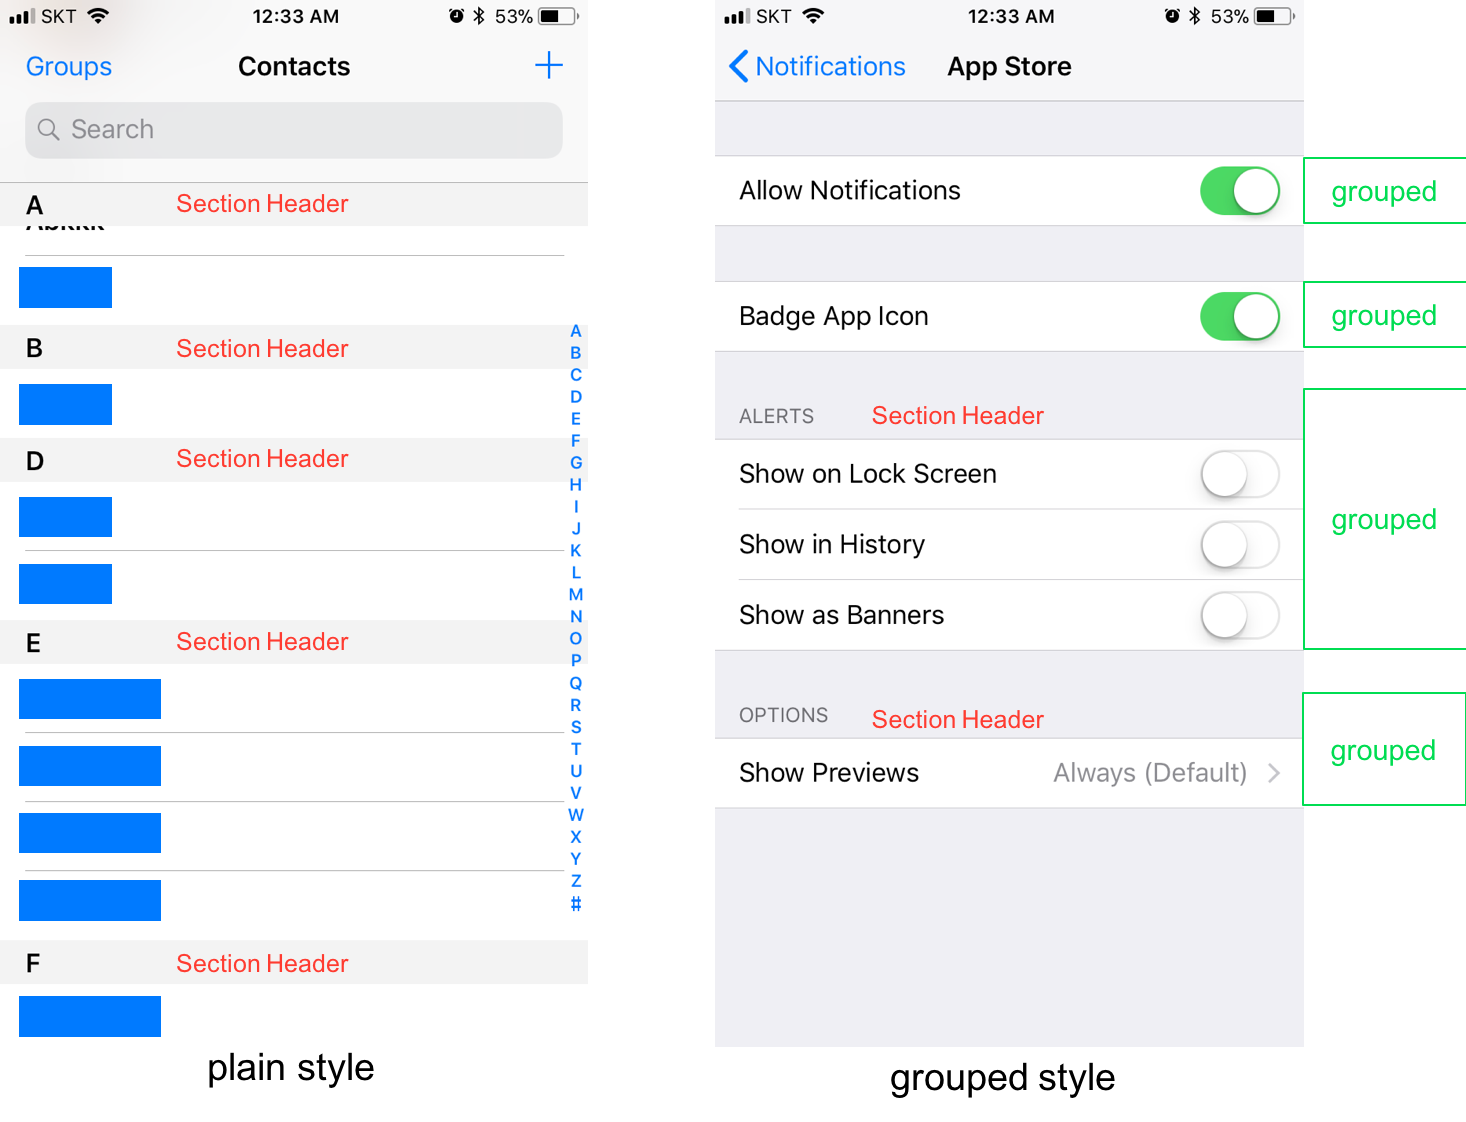 SKT 12:33 AM 53%
Groups Contacts
Search
A Section Header
B Section Header
D Section Header
E Section Header
F Section Header
A
B
C
D
E
F
G
H
I
J
K
L
M
N
O
P
Q
R
S
T
U
V
W
X
Y
Z
#
plain style
SKT 12:33 AM 53%
Notifications App Store
Allow Notifications
grouped
Badge App Icon
grouped
ALERTS Section Header
Show on Lock Screen
Show in History
Show as Banners
grouped
OPTIONS Section Header
Show Previews Always (Default)
grouped
grouped style